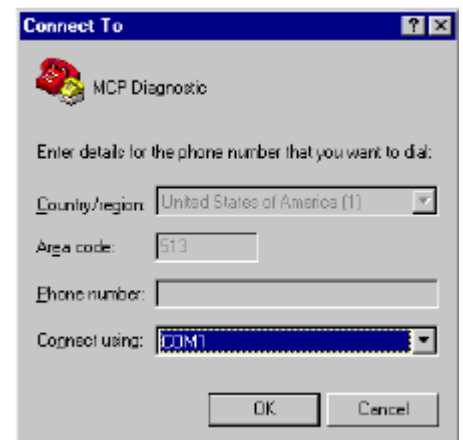 Connect To
MCP Diagnostic
Enter details for the phone number that you want to dial:
Country/region: United States of America (1)
Area code: 513
Phone number:
Connect using: COM1
OK Cancel